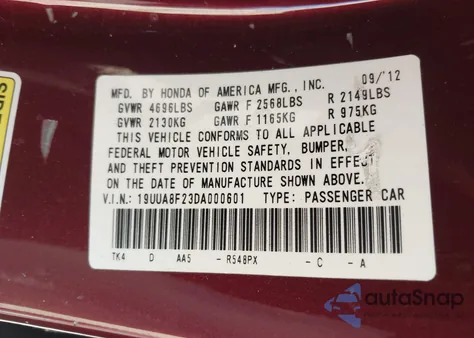 MFD. BY HONDA OF AMERICA MFG., INC. 09/'12
GVWR 4696LBS GAWR F 2568LBS R 2149LBS
GVWR 2130KG GAWR F 1165KG R 975KG
THIS VEHICLE CONFORMS TO ALL APPLICABLE
FEDERAL MOTOR VEHICLE SAFETY, BUMPER,
AND THEFT PREVENTION STANDARDS IN EFFECT
ON THE DATE OF MANUFACTURE SHOWN ABOVE.
V.I.N.: 19UUA8F23DA000601 TYPE: PASSENGER CAR
TK4 D AA5 - R548PX - C - A
autoSnap